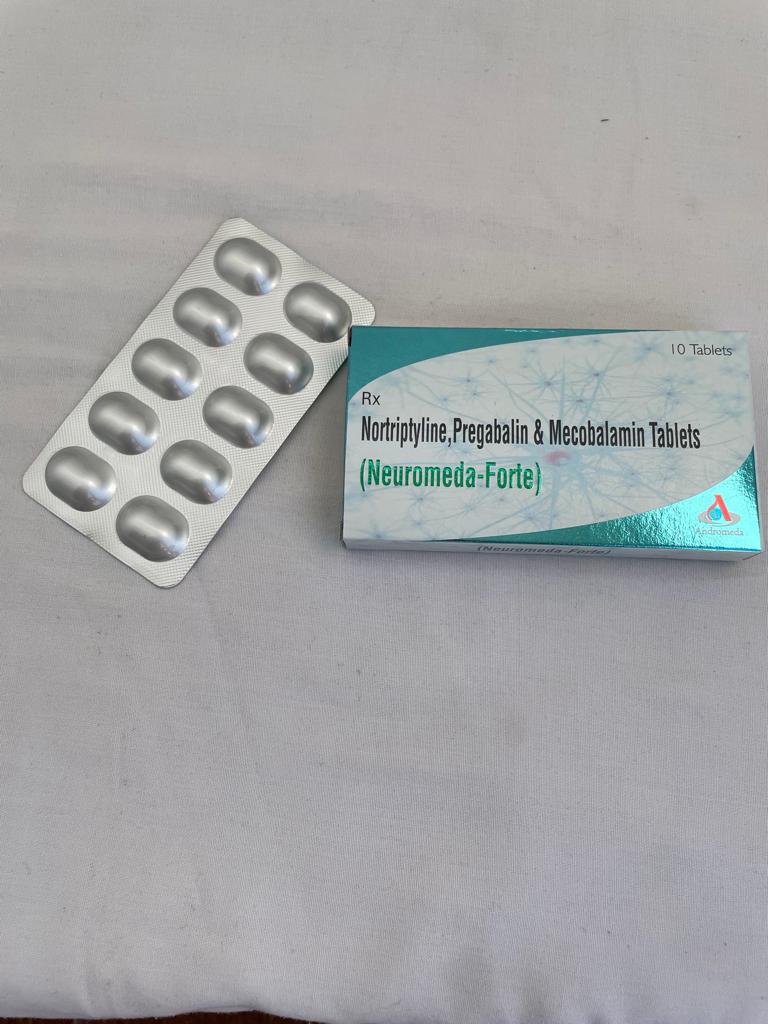 10 Tablets
Rx
Nortriptyline,Pregabalin & Mecobalamin Tablets
(Neuromeda-Forte)
Andromeda
(Neuromeda-Forte)